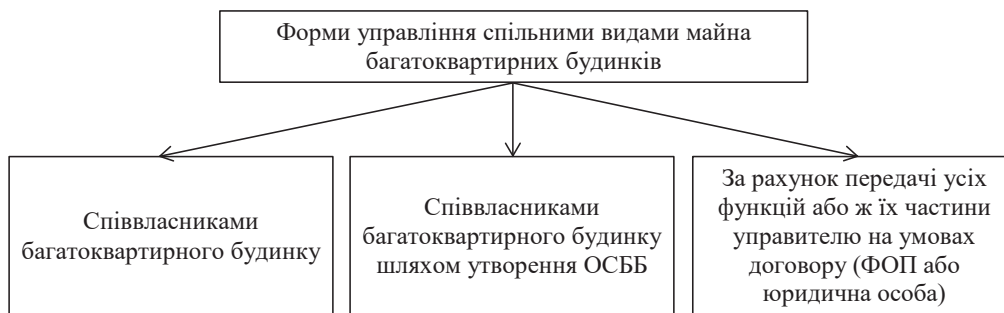 Форми управління спільними видами майна
багатоквартирних будинків
Співвласниками
багатоквартирного будинку
Співвласниками
багатоквартирного будинку
шляхом утворення ОСББ
За рахунок передачі усіх
функцій або ж їх частини
управителю на умовах
договору (ФОП або
юридична особа)